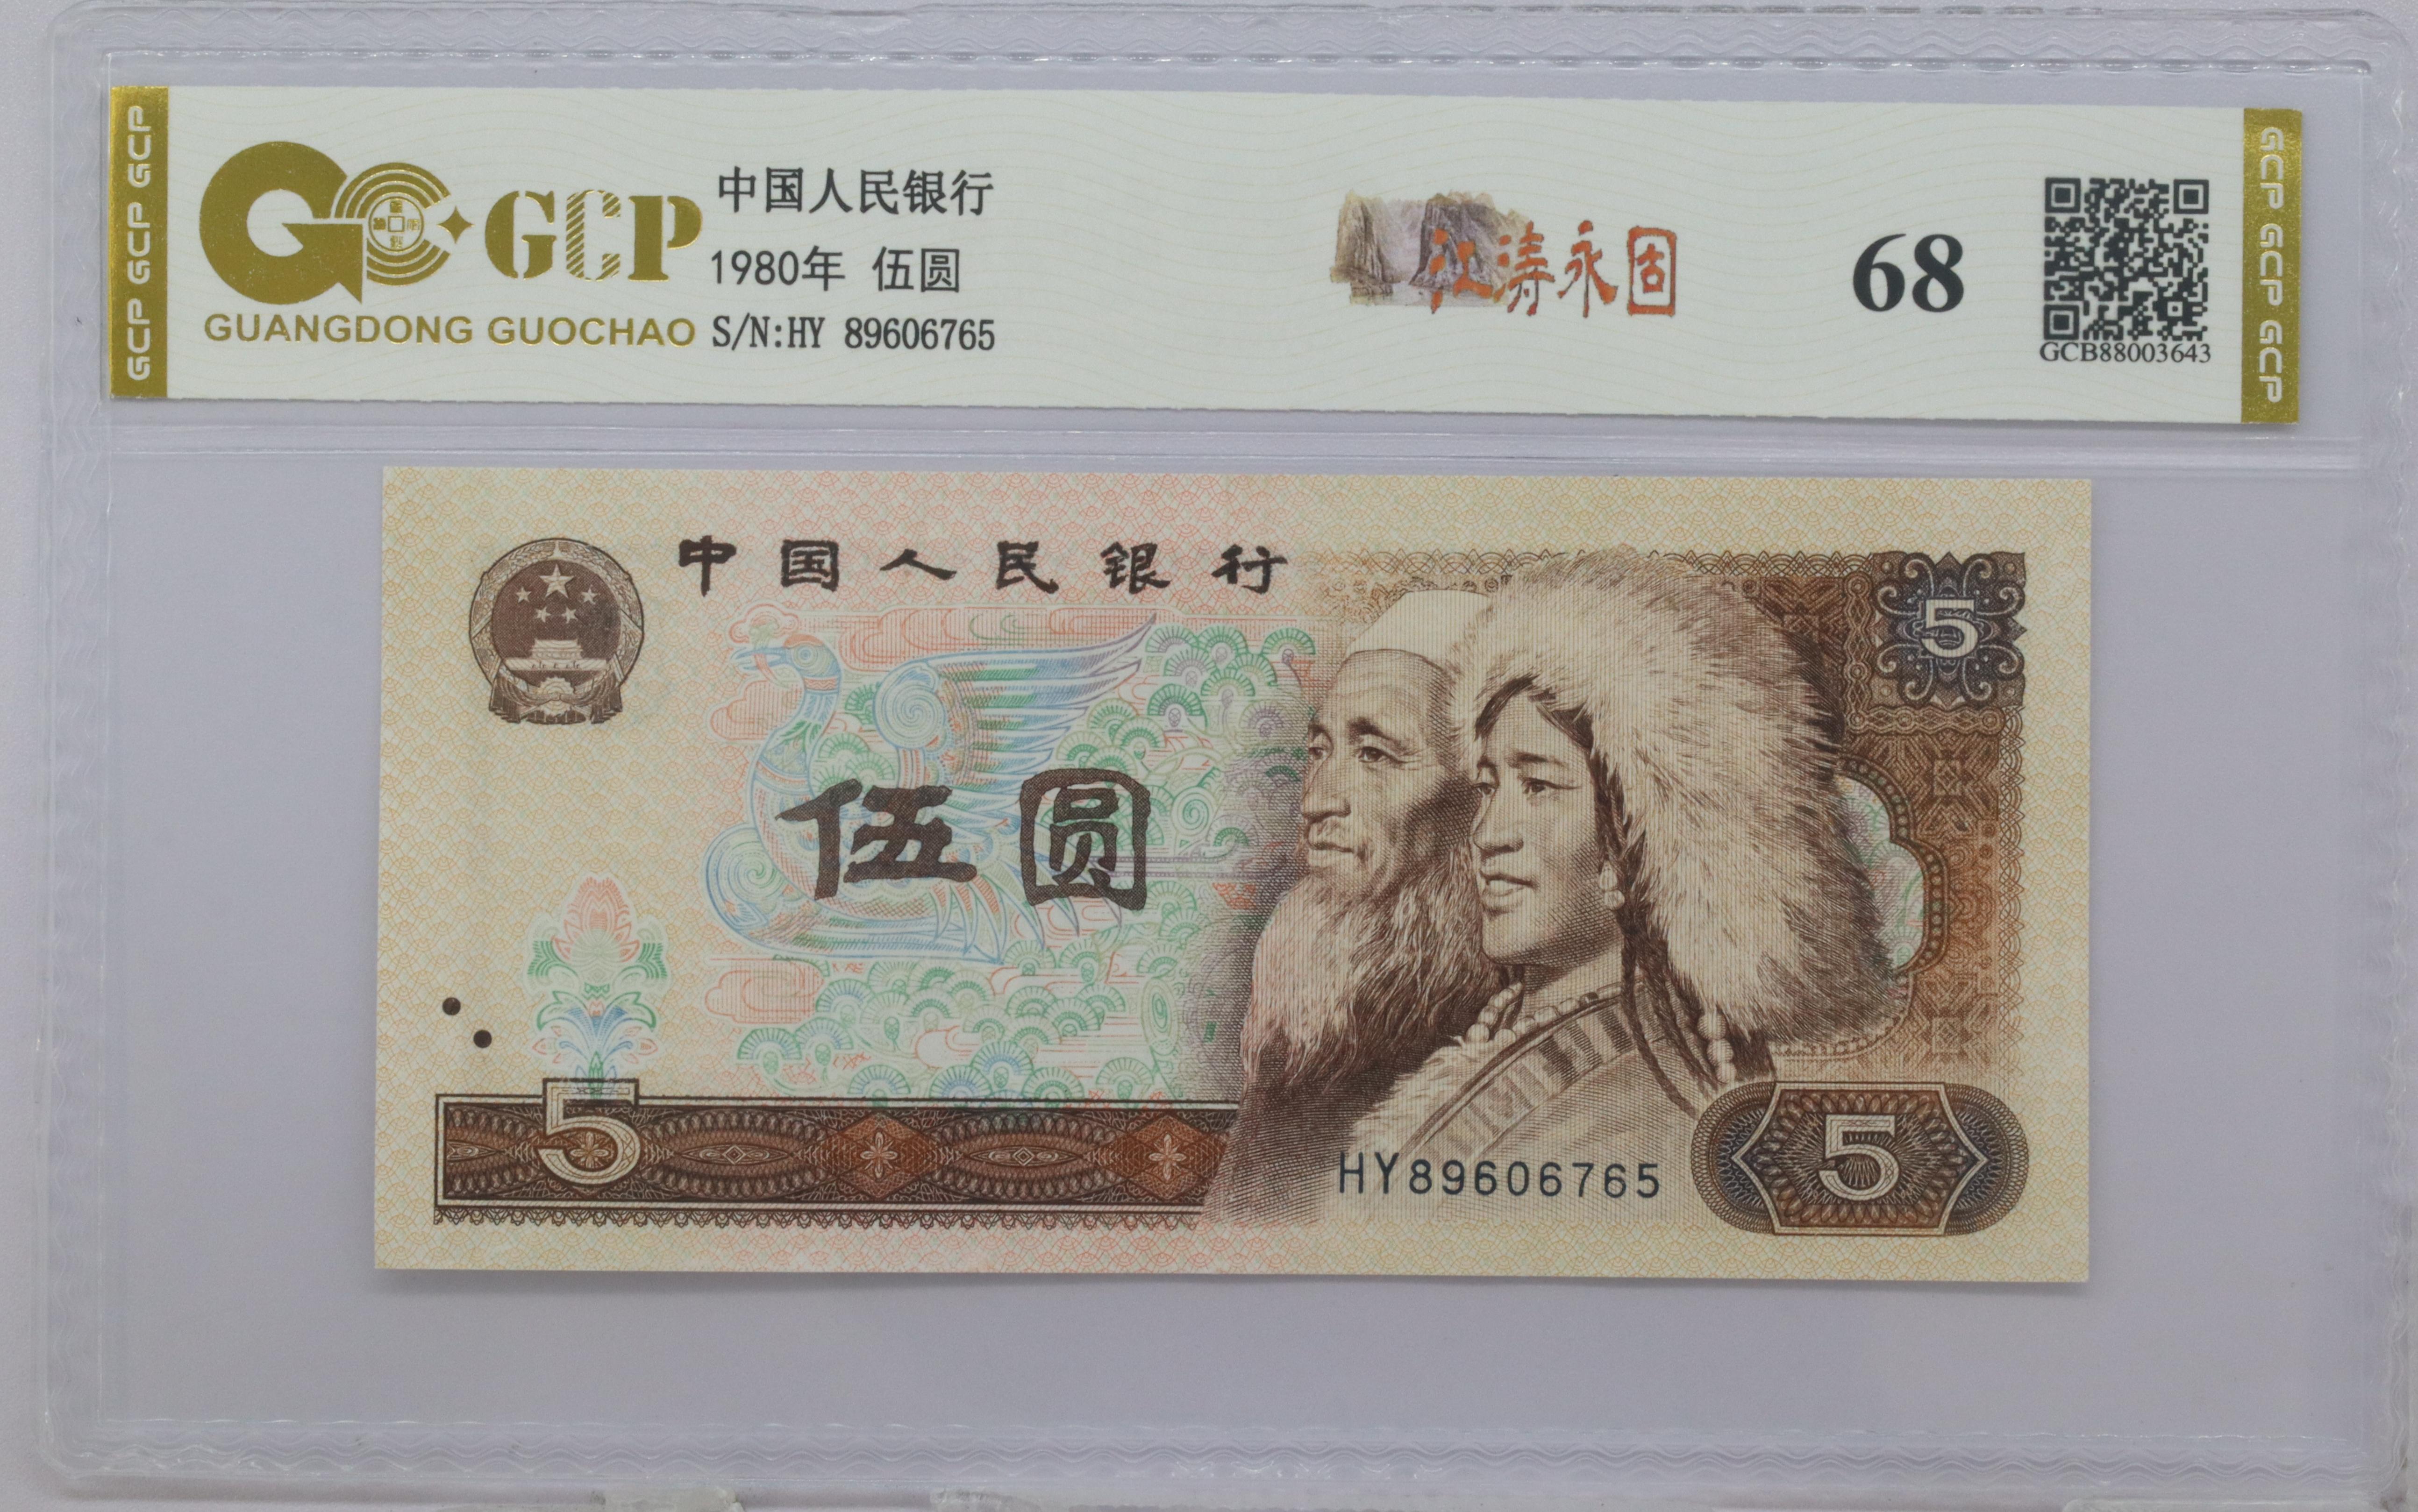 GCP GCP GCP
GCP
中国人民银行
1980年 伍圆
GUANGDONG GUOCHAO
S/N:HY 89606765
江涛永固
68
GCB88003643
GCP GCP GCP
中国人民银行
5
伍圆
5
HY89606765
5